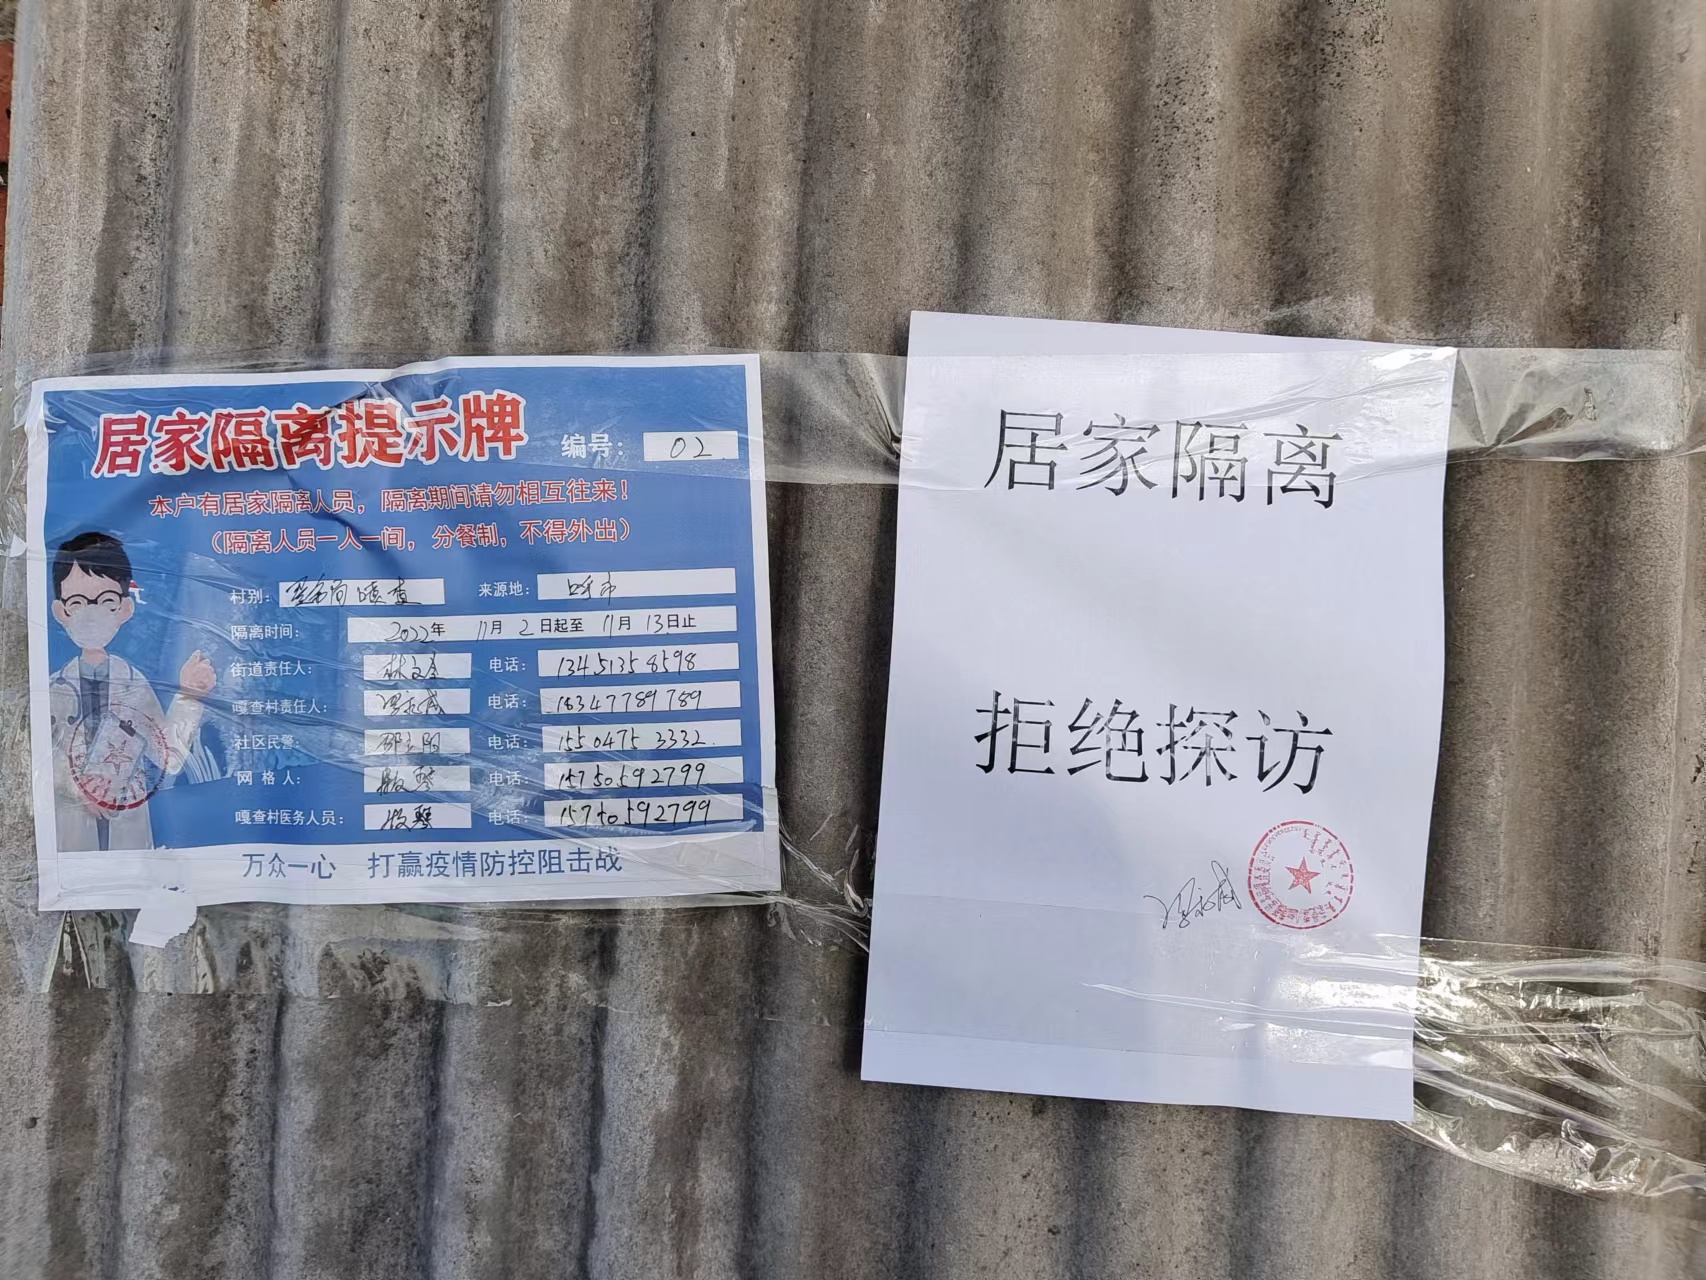 居家隔离提示牌
编号： 02
本户有居家隔离人员，隔离期间请勿相互往来！
（隔离人员一人一间，分餐制，不得外出）
村别： 嘎查 来源地： 呼市
隔离时间： 2022年 11月 2日起至 11月 13日止
街道责任人： 电话： 13451358598
嘎查村责任人： 电话： 18347789789
社区民警： 电话： 15504753332
网格人： 电话： 15750592799
嘎查村医务人员： 电话： 15750592799
万众一心 打赢疫情防控阻击战
居家隔离
拒绝探访